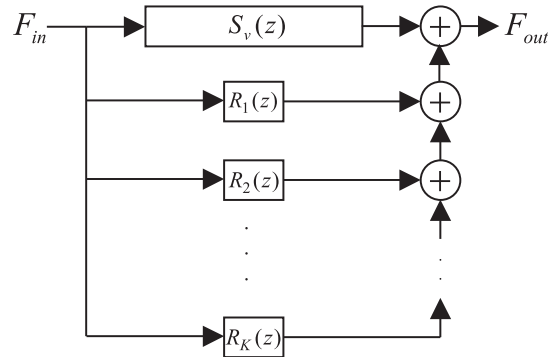 F_in S_v(z) + F_out
R_1(z) +
R_2(z) +
R_K(z)